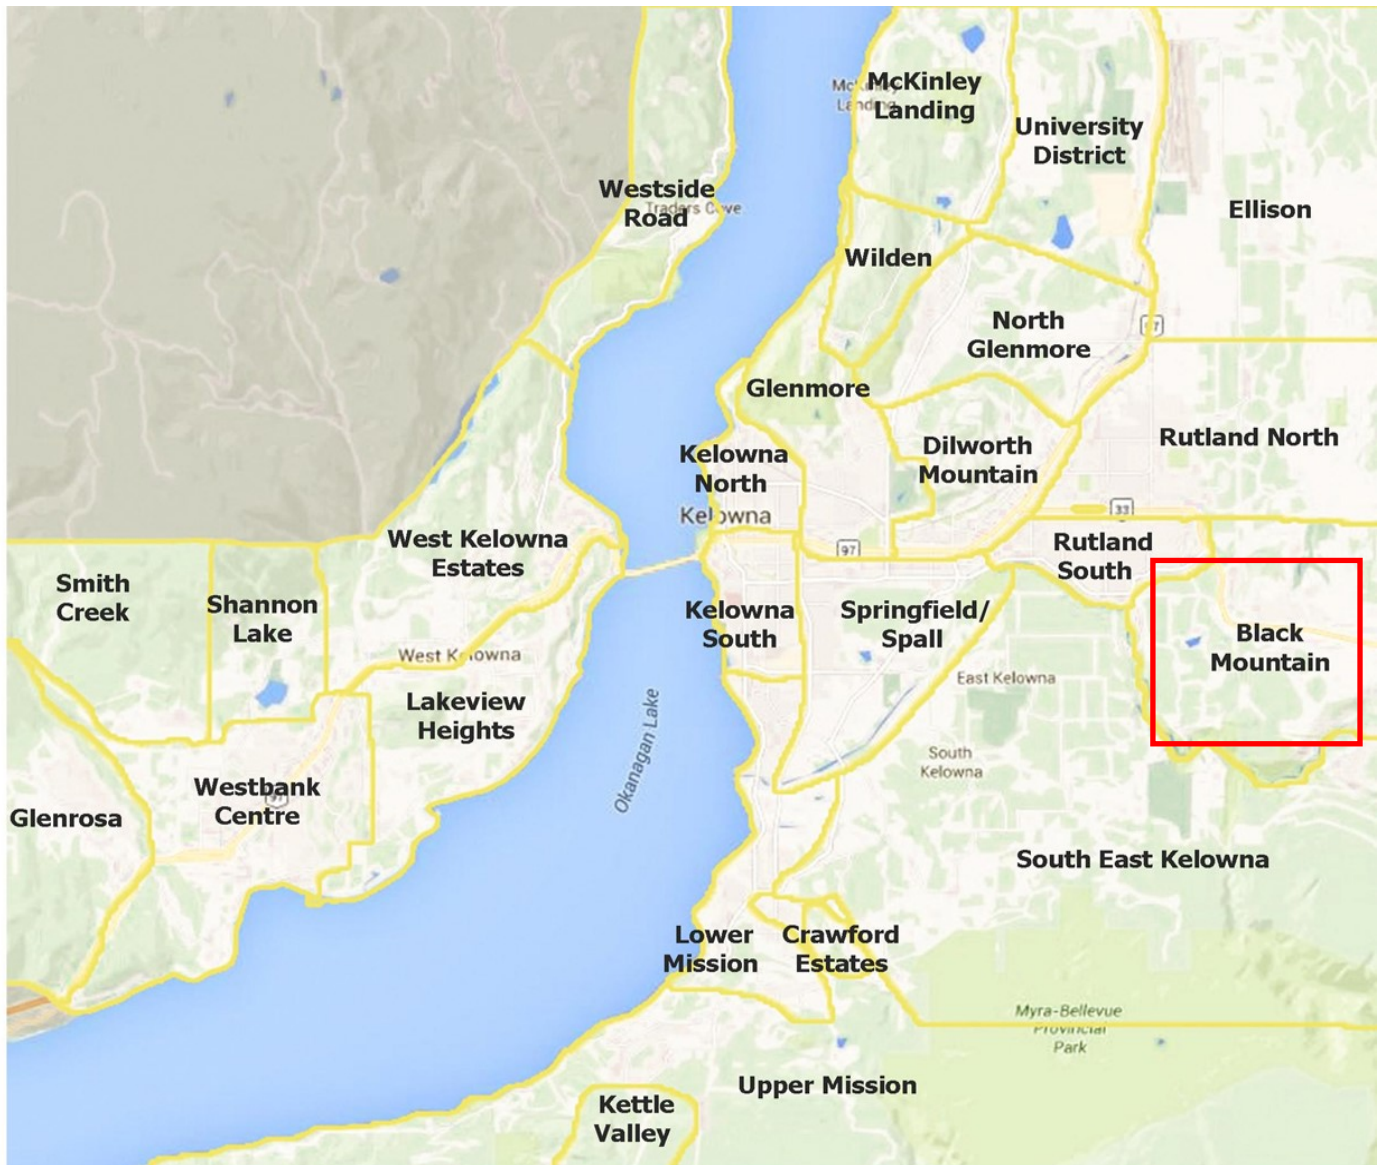 McKinley
Landing
McKinley
Landing
University
District
Westside
Road
Traders Cove
Ellison
Wilden
North
Glenmore
97
Glenmore
Rutland North
Dilworth
Mountain
Kelowna
North
Kelowna
33
West Kelowna
Estates
97
Rutland
South
Smith
Creek
Shannon
Lake
Kelowna
South
Springfield/
Spall
Black
Mountain
West Kelowna
East Kelowna
Lakeview
Heights
Okanagan Lake
South
Kelowna
Westbank
Centre
97
Glenrosa
South East Kelowna
Lower
Mission
Crawford
Estates
Myra-Bellevue
Provincial
Park
Upper Mission
Kettle
Valley